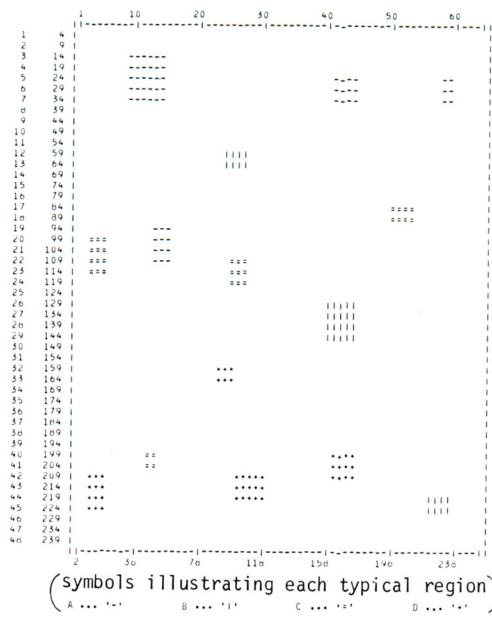 1 10 20 30 40 50 60
1 4
2 9
3 14 ------
4 19 ------
5 24 ------ ---- --
6 29 ------ ---- --
7 34 ------ ---- --
8 39
9 44
10 49
11 54
12 59 ||||
13 64 ||||
14 69
15 74
16 79
17 84 ====
18 89 ====
19 94 ---
20 99 === ---
21 104 === ---
22 109 === --- ===
23 114 === ===
24 119 ===
25 124
26 129 |||||
27 134 |||||
28 139 |||||
29 144 |||||
30 149
31 154
32 159 +++
33 164 +++
34 169
35 174
36 179
37 184
38 189
39 194
40 199 == ++++
41 204 == ++++
42 209 +++ +++++ ++++
43 214 +++ +++++
44 219 +++ +++++ ||||
45 224 +++ ||||
46 229
47 234
48 239
2 38 78 118 158 198 238
(symbols illustrating each typical region)
A ... '-' B ... '|' C ... '=' D ... '+'